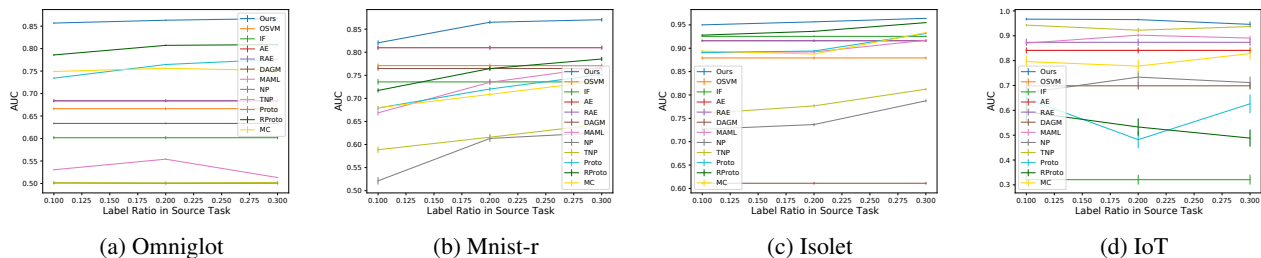 AUC
0.85
0.80
0.75
0.70
0.65
0.60
0.55
0.50
0.100 0.125 0.150 0.175 0.200 0.225 0.250 0.275 0.300
Label Ratio in Source Task
Ours
OSVM
IF
AE
RAE
DAGM
MAML
NP
TNP
Proto
RProto
MC
(a) Omniglot
AUC
0.85
0.80
0.75
0.70
0.65
0.60
0.55
0.50
0.100 0.125 0.150 0.175 0.200 0.225 0.250 0.275 0.300
Label Ratio in Source Task
Ours
OSVM
IF
AE
RAE
DAGM
MAML
NP
TNP
Proto
RProto
MC
(b) Mnist-r
AUC
0.95
0.90
0.85
0.80
0.75
0.70
0.65
0.60
0.100 0.125 0.150 0.175 0.200 0.225 0.250 0.275 0.300
Label Ratio in Source Task
Ours
OSVM
IF
AE
RAE
DAGM
MAML
NP
TNP
Proto
RProto
MC
(c) Isolet
AUC
1.0
0.9
0.8
0.7
0.6
0.5
0.4
0.3
0.100 0.125 0.150 0.175 0.200 0.225 0.250 0.275 0.300
Label Ratio in Source Task
Ours
OSVM
IF
AE
RAE
DAGM
MAML
NP
TNP
Proto
RProto
MC
(d) IoT